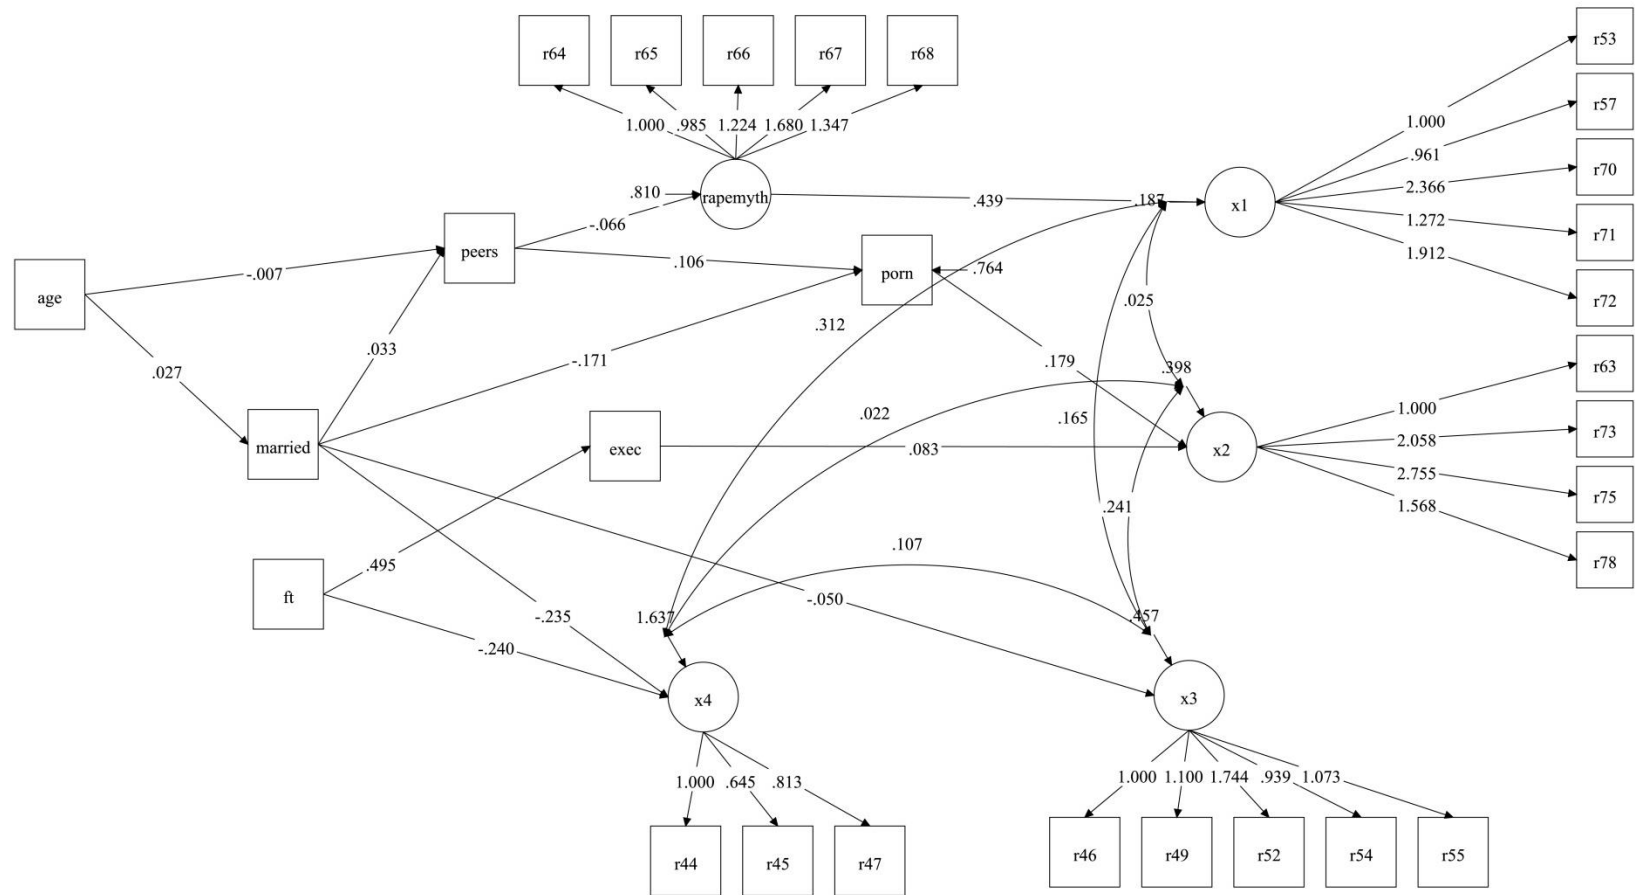 r64 r65 r66 r67 r68
r53
r57
1.000 .985 1.224 1.680 1.347
1.000
.961
r70
2.366
.810
rapemyth
.439
.187
x1
1.272
r71
-.066
peers
.106
1.912
-.007
porn
.764
age
.025
r72
.312
.033
-.171
.179
.398
r63
.027
.022
.165
1.000
married
exec
.083
x2
2.058
r73
2.755
r75
.241
1.568
.495
.107
r78
ft
-.050
-.235
1.637
.457
-.240
x4
x3
1.000 .645 .813
1.000 1.100 1.744 .939 1.073
r44 r45 r47
r46 r49 r52 r54 r55